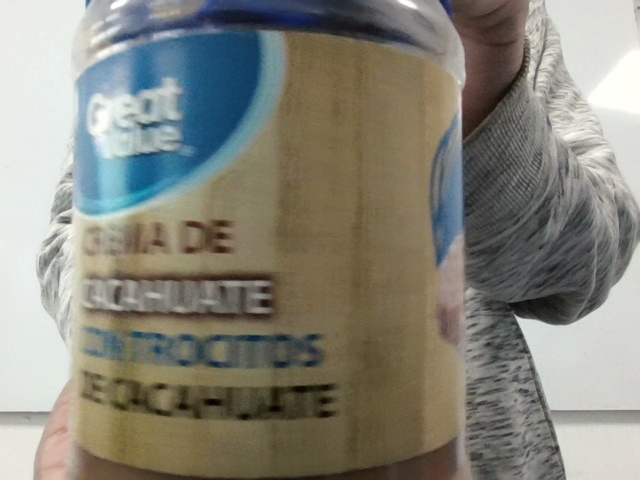 Great
Value
CREMA DE
CACAHUATE
CON TROCITOS
DE CACAHUATE